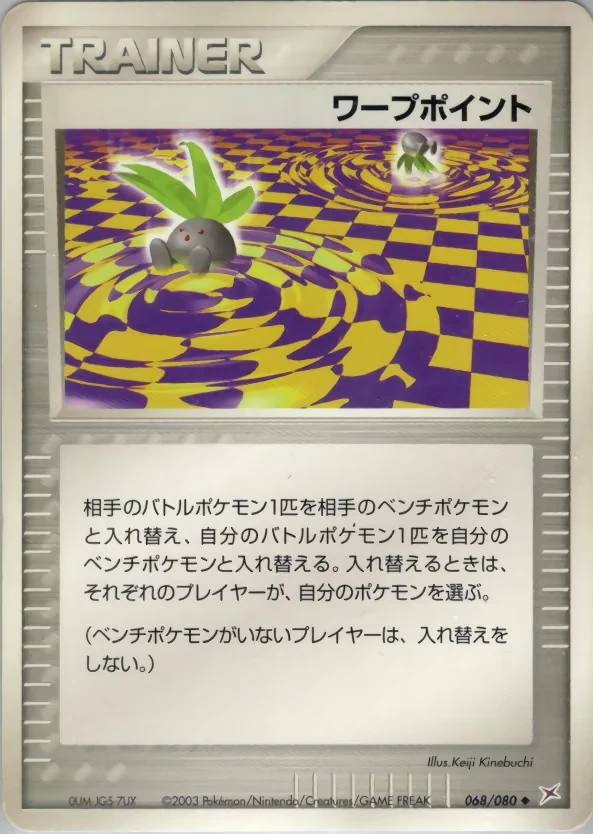 TRAINER
ワープポイント
相手のバトルポケモン1匹を相手のベンチポケモン
と入れ替え、自分のバトルポケモン1匹を自分の
ベンチポケモンと入れ替える。入れ替えるときは、
それぞれのプレイヤーが、自分のポケモンを選ぶ。
(ベンチポケモンがいないプレイヤーは、入れ替えを
しない。)
Illus.Keiji Kinebuchi
0UM-JGS-7UX ©2003 Pokémon/Nintendo/Creatures/GAME FREAK 068/080 ◆